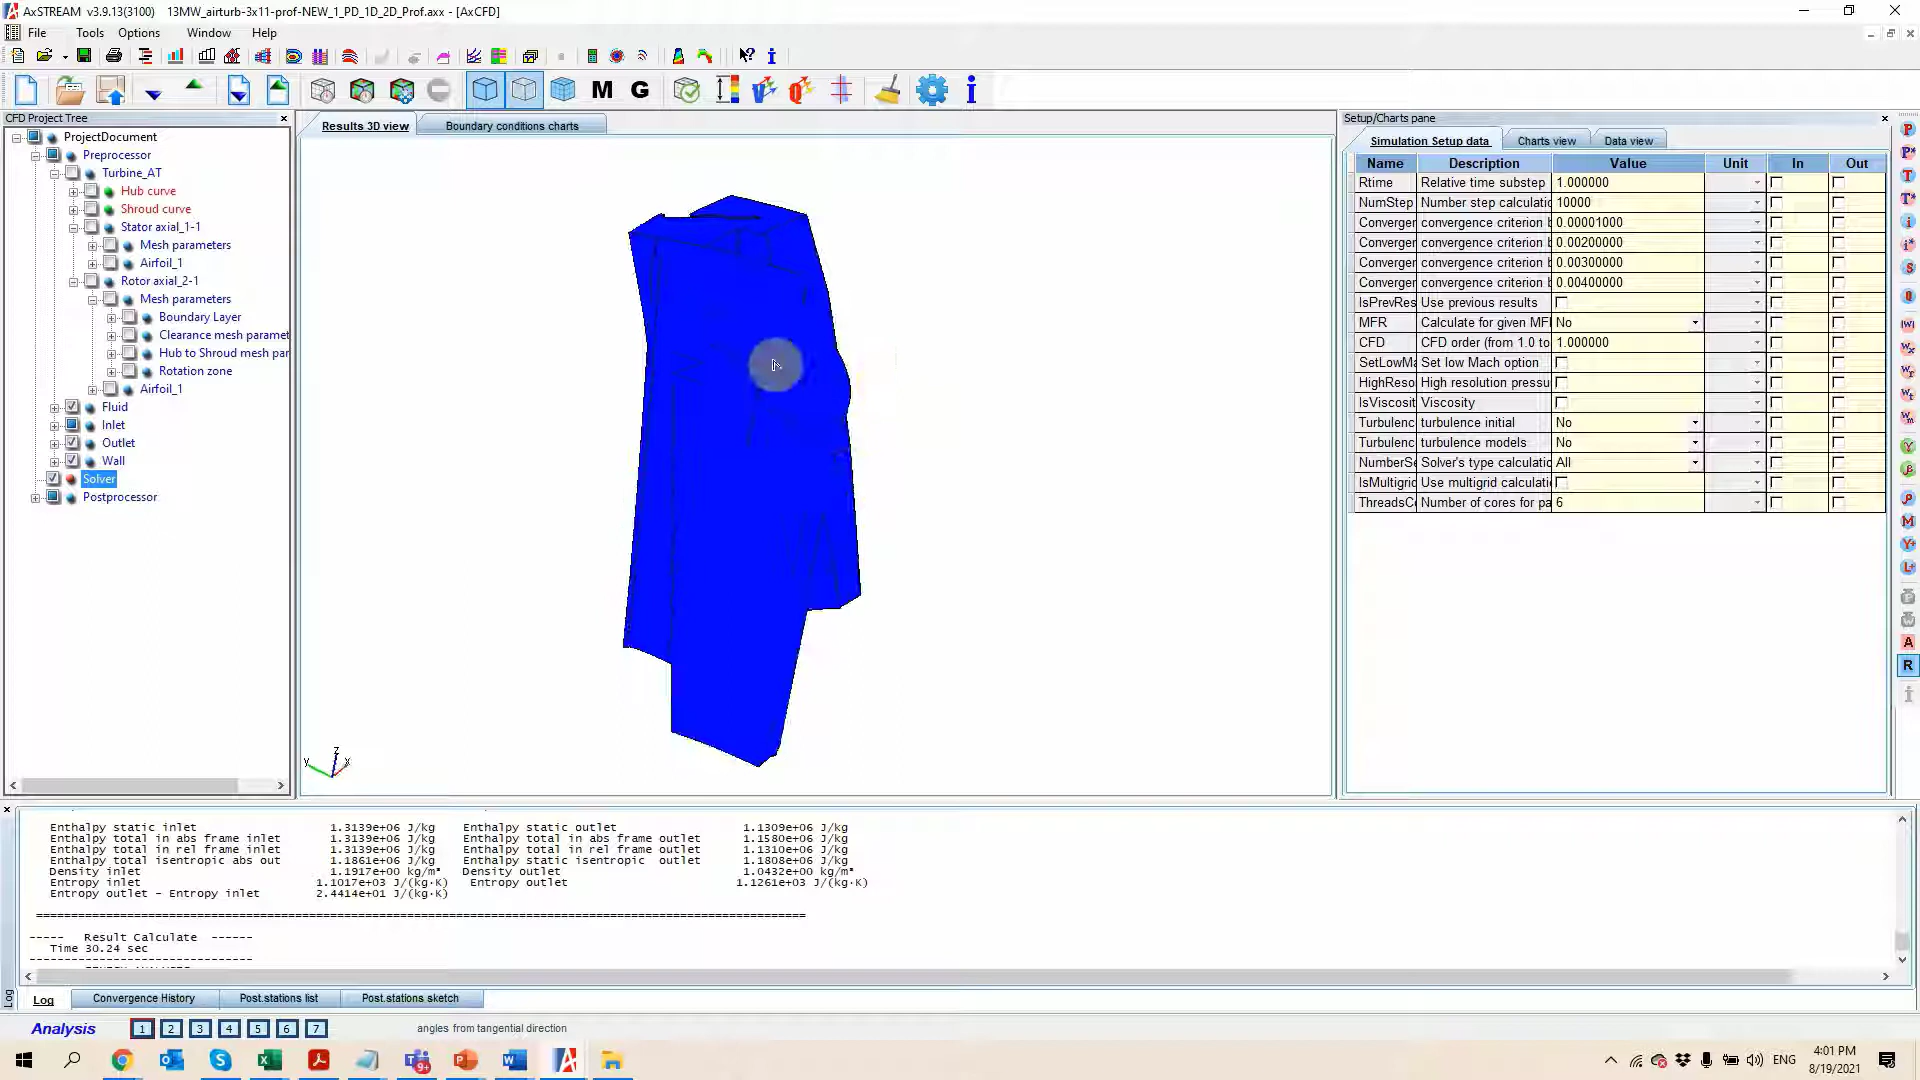 AxSTREAM v3.9.13(3100) 13MW_airturb-3x11-prof-NEW_1_PD_1D_2D_Prof.axx - [AxCFD]
File Tools Options Window Help
M G
CFD Project Tree
Results 3D view Boundary conditions charts
Setup/Charts pane
ProjectDocument
Preprocessor
Turbine_AT
Hub curve
Shroud curve
Stator axial_1-1
Mesh parameters
Airfoil_1
Rotor axial_2-1
Mesh parameters
Boundary Layer
Clearance mesh paramet
Hub to Shroud mesh par
Rotation zone
Airfoil_1
Fluid
Inlet
Outlet
Wall
Solver
Postprocessor
z
y x
Simulation Setup data Charts view Data view
Name Description Value Unit In Out
Rtime Relative time substep 1.000000
NumStep Number step calculatic 10000
Converger convergence criterion b 0.00001000
Converger convergence criterion b 0.00200000
Converger convergence criterion b 0.00300000
Converger convergence criterion b 0.00400000
IsPrevRes Use previous results
MFR Calculate for given MFI No
CFD CFD order (from 1.0 to 1.000000
SetLowMa Set low Mach option
HighReso High resolution pressu
IsViscosit Viscosity
Turbulenc turbulence initial No
Turbulenc turbulence models No
NumberSe Solver's type calculatic All
IsMultigric Use multigrid calculatic
ThreadsCo Number of cores for pa 6
Enthalpy static inlet 1.3139e+06 J/kg Enthalpy static outlet 1.1309e+06 J/kg
Enthalpy total in abs frame inlet 1.3139e+06 J/kg Enthalpy total in abs frame outlet 1.1580e+06 J/kg
Enthalpy total in rel frame inlet 1.3139e+06 J/kg Enthalpy total in rel frame outlet 1.1310e+06 J/kg
Enthalpy total isentropic abs out 1.1861e+06 J/kg Enthalpy static isentropic outlet 1.1808e+06 J/kg
Density inlet 1.1917e+00 kg/m³ Density outlet 1.0432e+00 kg/m³
Entropy inlet 1.1017e+03 J/(kg·K) Entropy outlet 1.1261e+03 J/(kg·K)
Entropy outlet - Entropy inlet 2.4414e+01 J/(kg·K)
----- Result Calculate ------
Time 30.24 sec
Log
Log Convergence History Post.stations list Post.stations sketch
Analysis 1 2 3 4 5 6 7 angles from tangential direction
ENG 4:01 PM
8/19/2021